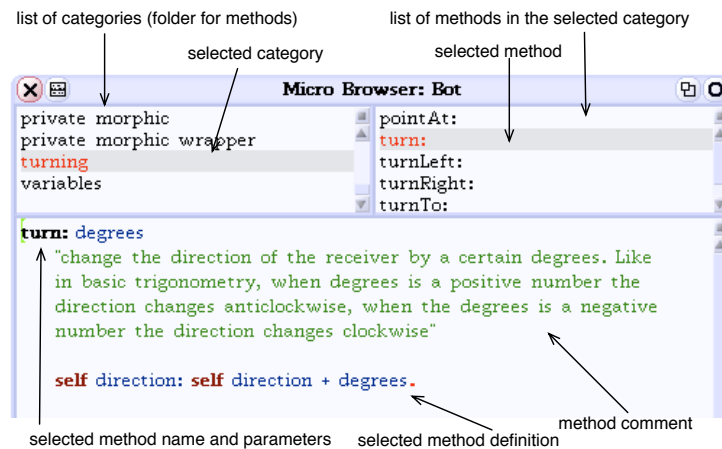 list of categories (folder for methods)
list of methods in the selected category
selected category
selected method
Micro Browser: Bot
private morphic
private morphic wrapper
turning
variables
pointAt:
turn:
turnLeft:
turnRight:
turnTo:
turn: degrees
"change the direction of the receiver by a certain degrees. Like
in basic trigonometry, when degrees is a positive number the
direction changes anticlockwise, when the degrees is a negative
number the direction changes clockwise"
self direction: self direction + degrees.
method comment
selected method name and parameters
selected method definition